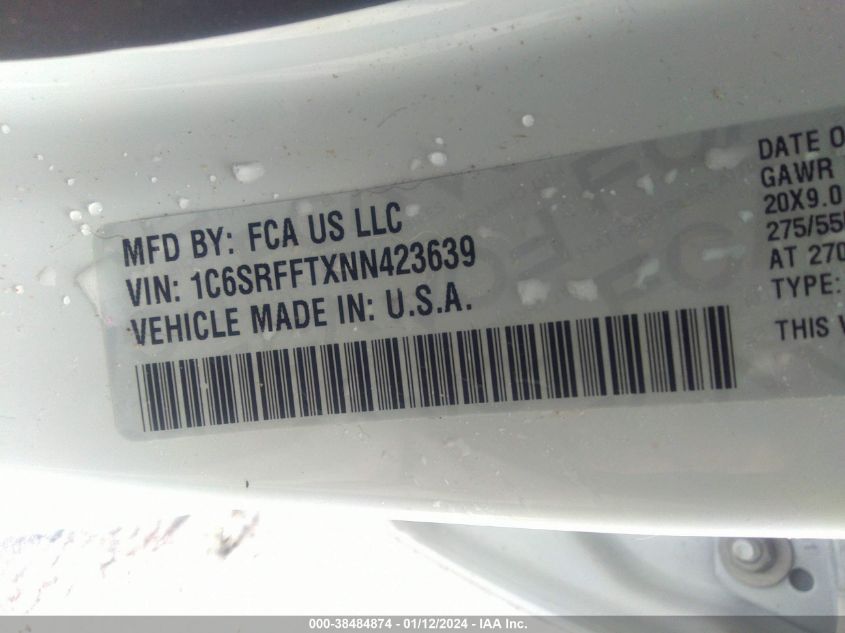 MFD BY: FCA US LLC
VIN: 1C6SRFFTXNN423639
VEHICLE MADE IN: U.S.A.
DATE O
GAWR
20X9.0
275/55
AT 270
TYPE:
THIS V
000-38484874 | 01/12/2024 - IAA Inc.